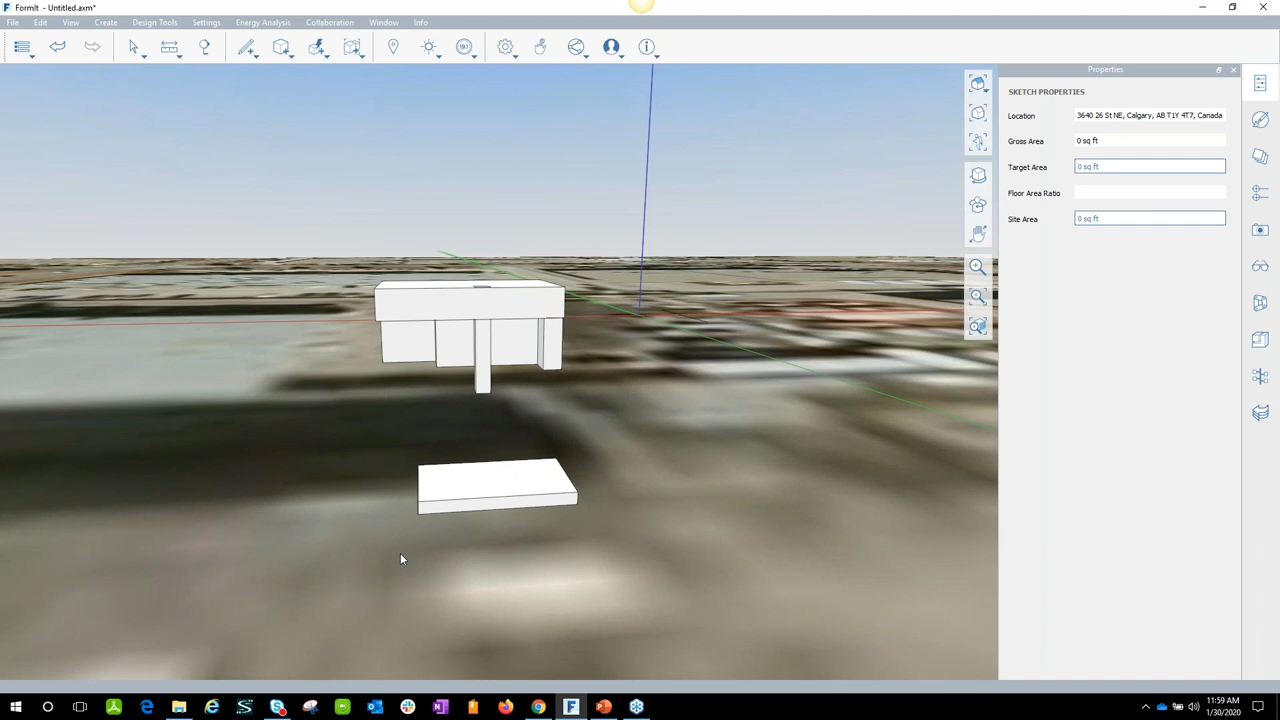 FormIt - Untitled.axm*
File Edit View Create Design Tools Settings Energy Analysis Collaboration Window Info
Properties
SKETCH PROPERTIES
Location 3640 26 St NE, Calgary, AB T1Y 4T7, Canada
Gross Area 0 sq ft
Target Area 0 sq ft
Floor Area Ratio
Site Area 0 sq ft
11:59 AM
1/30/2020